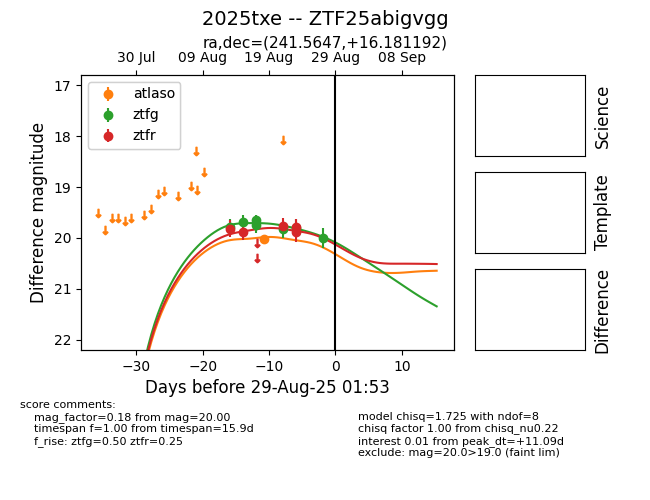 2025txe -- ZTF25abigvgg
ra,dec=(241.5647,+16.181192)
30 Jul 09 Aug 19 Aug 29 Aug 08 Sep
atlaso
ztfg
ztfr
Difference magnitude
17
18
19
20
21
22
−30 −20 −10 0 10
Days before 29-Aug-25 01:53
Science
Template
Difference
score comments:
mag_factor=0.18 from mag=20.00
timespan f=1.00 from timespan=15.9d
f_rise: ztfg=0.50 ztfr=0.25
model chisq=1.725 with ndof=8
chisq factor 1.00 from chisq_nu0.22
interest 0.01 from peak_dt=+11.09d
exclude: mag=20.0>19.0 (faint lim)